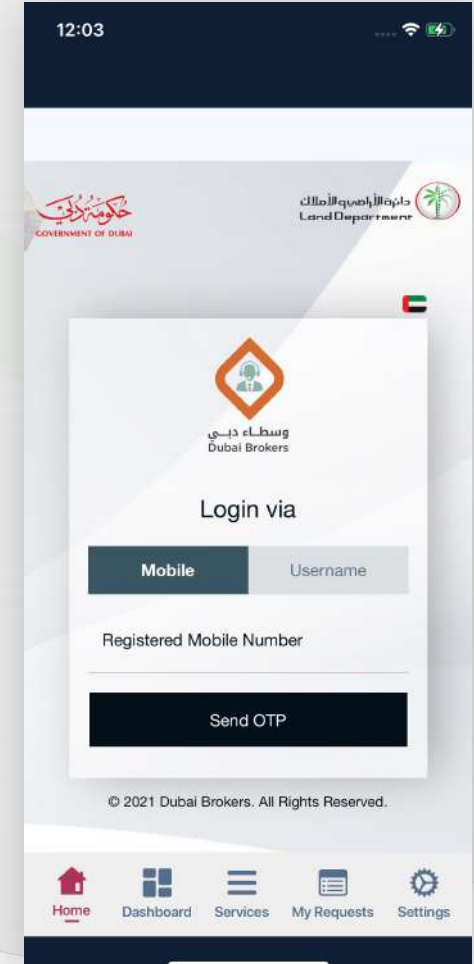 12:03
حكومة دبي
GOVERNMENT OF DUBAI
دائرة الأراضي والأملاك
Land Department
وسطاء دبي
Dubai Brokers
Login via
Mobile
Username
Registered Mobile Number
Send OTP
© 2021 Dubai Brokers. All Rights Reserved.
Home
Dashboard
Services
My Requests
Settings